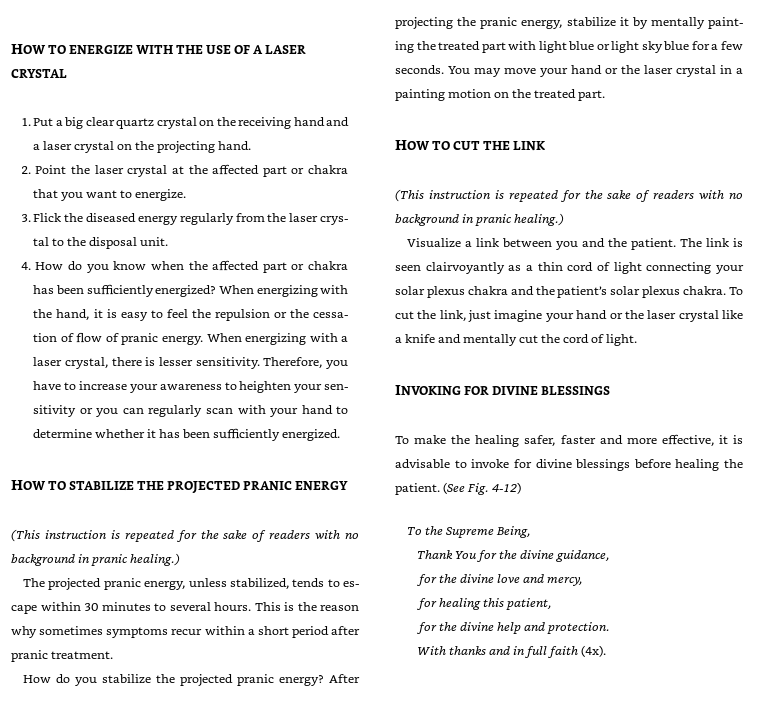 HOW TO ENERGIZE WITH THE USE OF A LASER
CRYSTAL
1. Put a big clear quartz crystal on the receiving hand and
a laser crystal on the projecting hand.
2. Point the laser crystal at the affected part or chakra
that you want to energize.
3. Flick the diseased energy regularly from the laser crys-
tal to the disposal unit.
4. How do you know when the affected part or chakra
has been sufficiently energized? When energizing with
the hand, it is easy to feel the repulsion or the cessa-
tion of flow of pranic energy. When energizing with a
laser crystal, there is lesser sensitivity. Therefore, you
have to increase your awareness to heighten your sen-
sitivity or you can regularly scan with your hand to
determine whether it has been sufficiently energized.
HOW TO STABILIZE THE PROJECTED PRANIC ENERGY
(This instruction is repeated for the sake of readers with no
background in pranic healing.)
The projected pranic energy, unless stabilized, tends to es-
cape within 30 minutes to several hours. This is the reason
why sometimes symptoms recur within a short period after
pranic treatment.
How do you stabilize the projected pranic energy? After
projecting the pranic energy, stabilize it by mentally paint-
ing the treated part with light blue or light sky blue for a few
seconds. You may move your hand or the laser crystal in a
painting motion on the treated part.
HOW TO CUT THE LINK
(This instruction is repeated for the sake of readers with no
background in pranic healing.)
Visualize a link between you and the patient. The link is
seen clairvoyantly as a thin cord of light connecting your
solar plexus chakra and the patient's solar plexus chakra. To
cut the link, just imagine your hand or the laser crystal like
a knife and mentally cut the cord of light.
INVOKING FOR DIVINE BLESSINGS
To make the healing safer, faster and more effective, it is
advisable to invoke for divine blessings before healing the
patient. (See Fig. 4-12)
To the Supreme Being,
Thank You for the divine guidance,
for the divine love and mercy,
for healing this patient,
for the divine help and protection.
With thanks and in full faith (4x).